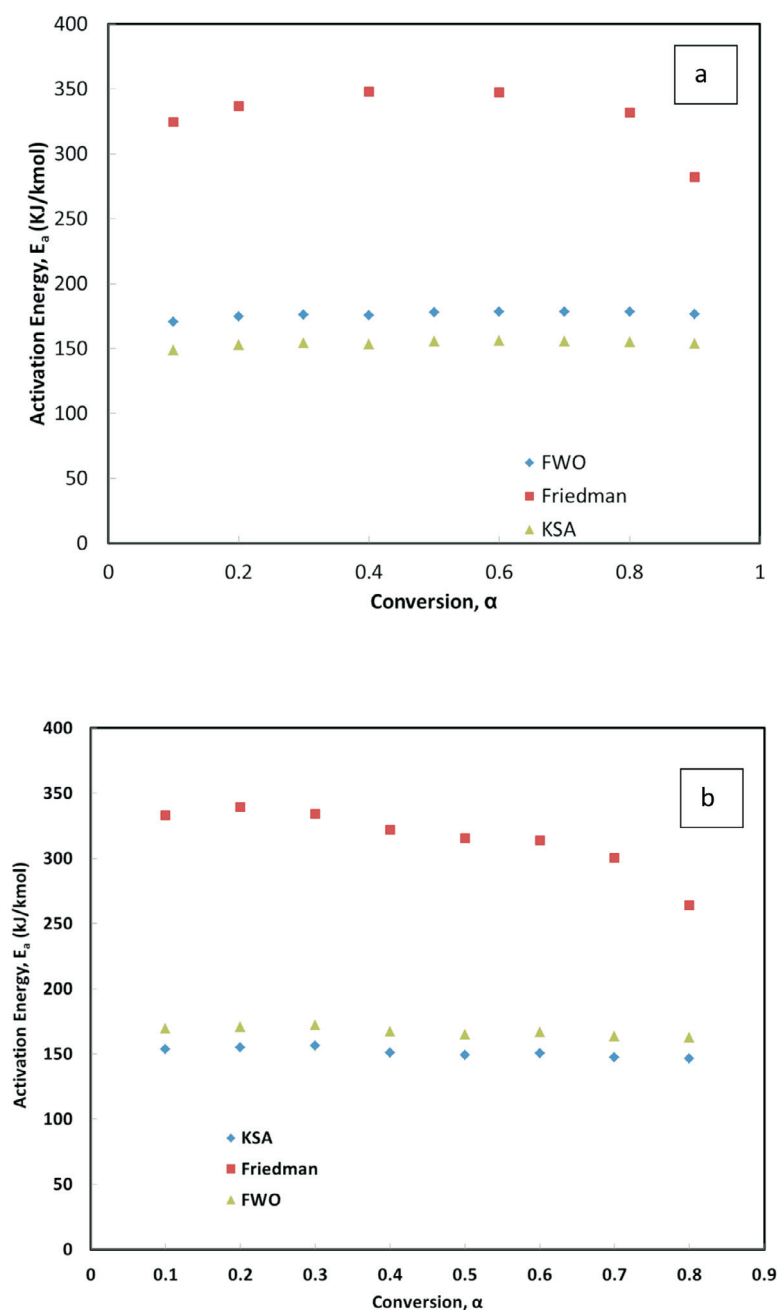 400
350
300
250
200
150
100
50
0
Activation Energy, Ea (KJ/kmol)
a
FWO
Friedman
KSA
0 0.2 0.4 0.6 0.8 1
Conversion, α
400
350
300
250
200
150
100
50
0
Activation Energy, Ea (kJ/kmol)
b
KSA
Friedman
FWO
0 0.1 0.2 0.3 0.4 0.5 0.6 0.7 0.8 0.9
Conversion, α